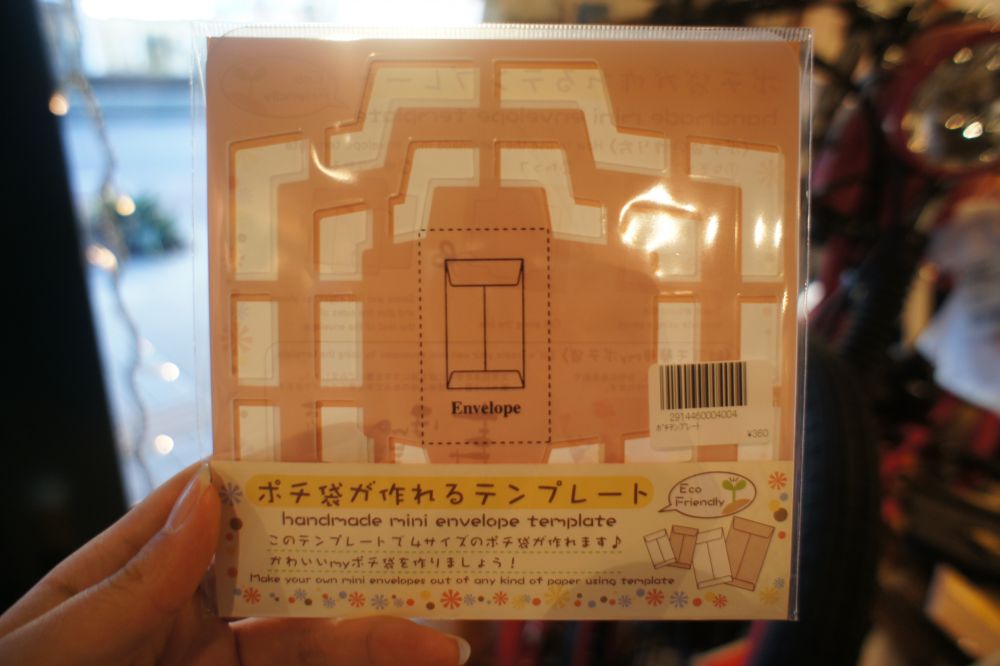 Envelope
2914460004004
ポチテンプレート
¥360
ポチ袋が作れるテンプレート
Eco
Friendly
handmade mini envelope template
このテンプレートで4サイズのポチ袋が作れます♪
かわいいmyポチ袋を作りましょう!
Make your own mini envelopes out of any kind of paper using template